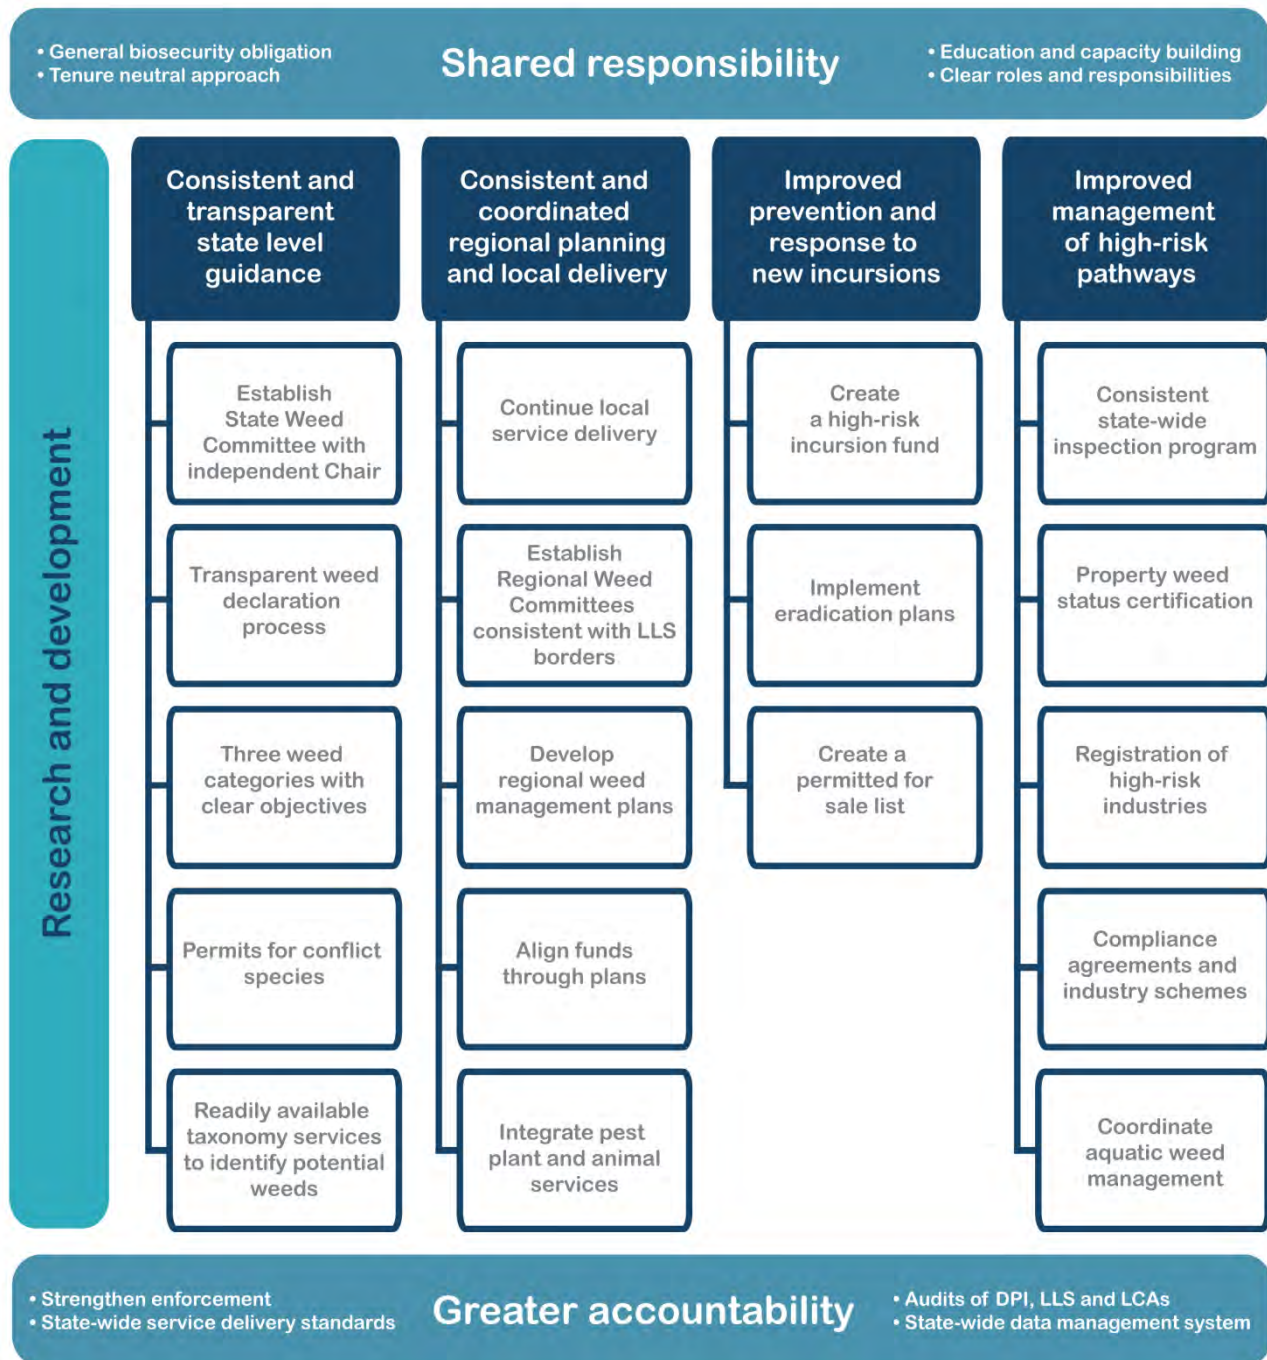 • General biosecurity obligation
• Tenure neutral approach
Shared responsibility
• Education and capacity building
• Clear roles and responsibilities
Research and development
Consistent and
transparent
state level
guidance
Establish
State Weed
Committee with
independent Chair
Transparent weed
declaration
process
Three weed
categories with
clear objectives
Permits for conflict
species
Readily available
taxonomy services
to identify potential
weeds
Consistent and
coordinated
regional planning
and local delivery
Continue local
service delivery
Establish
Regional Weed
Committees
consistent with LLS
borders
Develop
regional weed
management plans
Align funds
through plans
Integrate pest
plant and animal
services
Improved
prevention and
response to
new incursions
Create
a high-risk
incursion fund
Implement
eradication plans
Create a
permitted for
sale list
Improved
management
of high-risk
pathways
Consistent
state-wide
inspection program
Property weed
status certification
Registration of
high-risk
industries
Compliance
agreements and
industry schemes
Coordinate
aquatic weed
management
• Strengthen enforcement
• State-wide service delivery standards
Greater accountability
• Audits of DPI, LLS and LCAs
• State-wide data management system